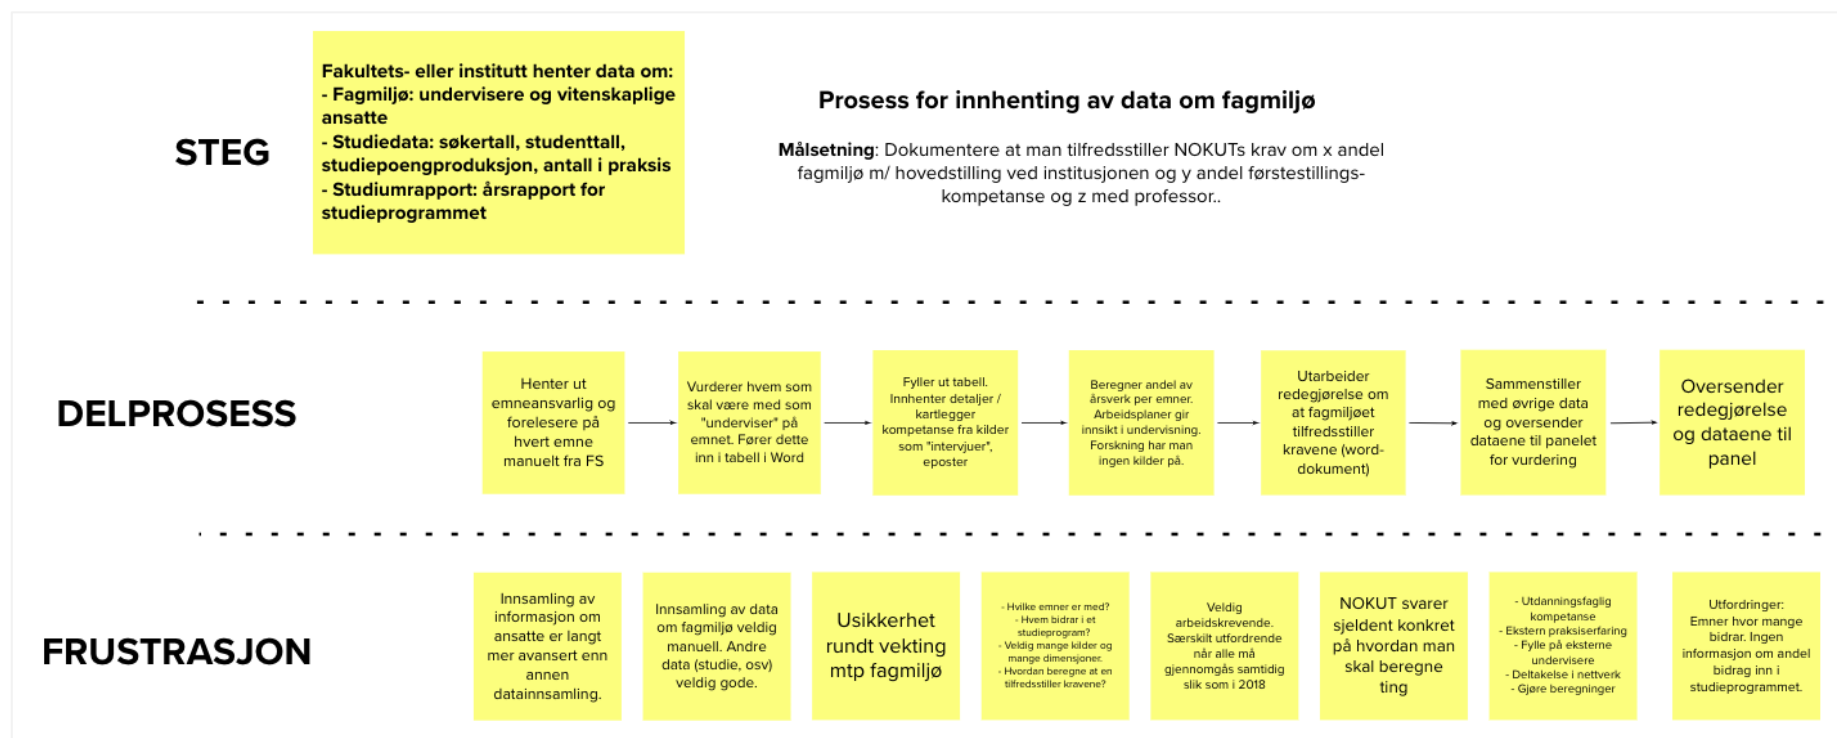 STEG
Fakultets- eller institutt henter data om:
- Fagmiljø: undervisere og vitenskaplige
ansatte
- Studiedata: søkertall, studenttall,
studiepoengproduksjon, antall i praksis
- Studiumrapport: årsrapport for
studieprogrammet
Prosess for innhenting av data om fagmiljø
Målsetning: Dokumentere at man tilfredsstiller NOKUTs krav om x andel
fagmiljø m/ hovedstilling ved institusjonen og y andel førstestillings-
kompetanse og z med professor..
DELPROSESS
Henter ut
emneansvarlig og
forelesere på
hvert emne
manuelt fra FS
Vurderer hvem som
skal være med som
"underviser" på
emnet. Fører dette
inn i tabell i Word
Fyller ut tabell.
Innhenter detaljer /
kartlegger
kompetanse fra kilder
som "intervjuer",
eposter
Beregner andel av
årsverk per emner.
Arbeidsplaner gir
innsikt i undervisning.
Forskning har man
ingen kilder på.
Utarbeider
redegjørelse om
at fagmiljøet
tilfredsstiller
kravene (word-
dokument)
Sammenstiller
med øvrige data
og oversender
dataene til panelet
for vurdering
Oversender
redegjørelse
og dataene til
panel
FRUSTRASJON
Innsamling av
informasjon om
ansatte er langt
mer avansert enn
annen
datainnsamling.
Innsamling av data
om fagmiljø veldig
manuell. Andre
data (studie, osv)
veldig gode.
Usikkerhet
rundt vekting
mtp fagmiljø
- Hvilke emner er med?
- Hvem bidrar i et
studieprogram?
- Veldig mange kilder og
mange dimensjoner.
- Hvordan beregne at en
tilfredsstiller kravene?
Veldig
arbeidskrevende.
Særskilt utfordrende
når alle må
gjennomgås samtidig
slik som i 2018
NOKUT svarer
sjeldent konkret
på hvordan man
skal beregne
ting
- Utdanningsfaglig
kompetanse
- Ekstern praksiserfaring
- Fylle på eksterne
undervisere
- Deltakelse i nettverk
- Gjøre beregninger
Utfordringer:
Emner hvor mange
bidrar. Ingen
informasjon om andel
bidrag inn i
studieprogrammet.